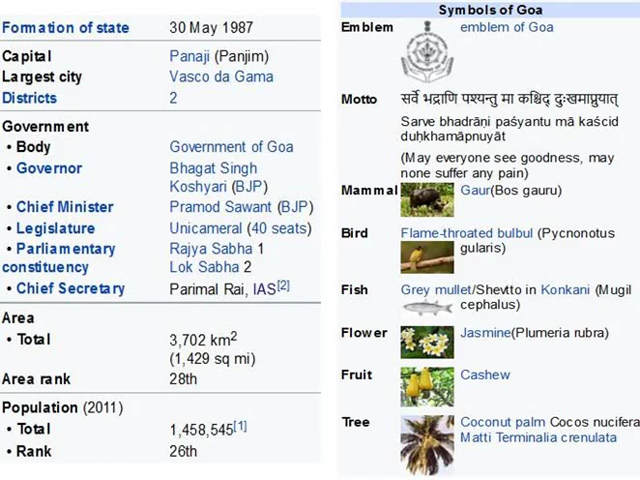 Formation of state 30 May 1987
Capital Panaji (Panjim)
Largest city Vasco da Gama
Districts 2
Government
• Body Government of Goa
• Governor Bhagat Singh
Koshyari (BJP)
• Chief Minister Pramod Sawant (BJP)
• Legislature Unicameral (40 seats)
• Parliamentary Rajya Sabha 1
constituency Lok Sabha 2
• Chief Secretary Parimal Rai, IAS[2]
Area
• Total 3,702 km2
(1,429 sq mi)
Area rank 28th
Population (2011)
• Total 1,458,545[1]
• Rank 26th
Symbols of Goa
Emblem emblem of Goa
Motto सर्वे भद्राणि पश्यन्तु मा कश्चिद् दुःखमाप्नुयात्
Sarve bhadrāṇi paśyantu mā kaścid
duḥkhamāpnuyāt
(May everyone see goodness, may
none suffer any pain)
Mammal Gaur(Bos gauru)
Bird Flame-throated bulbul (Pycnonotus
gularis)
Fish Grey mullet/Shevtto in Konkani (Mugil
cephalus)
Flower Jasmine(Plumeria rubra)
Fruit Cashew
Tree Coconut palm Cocos nucifera
Matti Terminalia crenulata